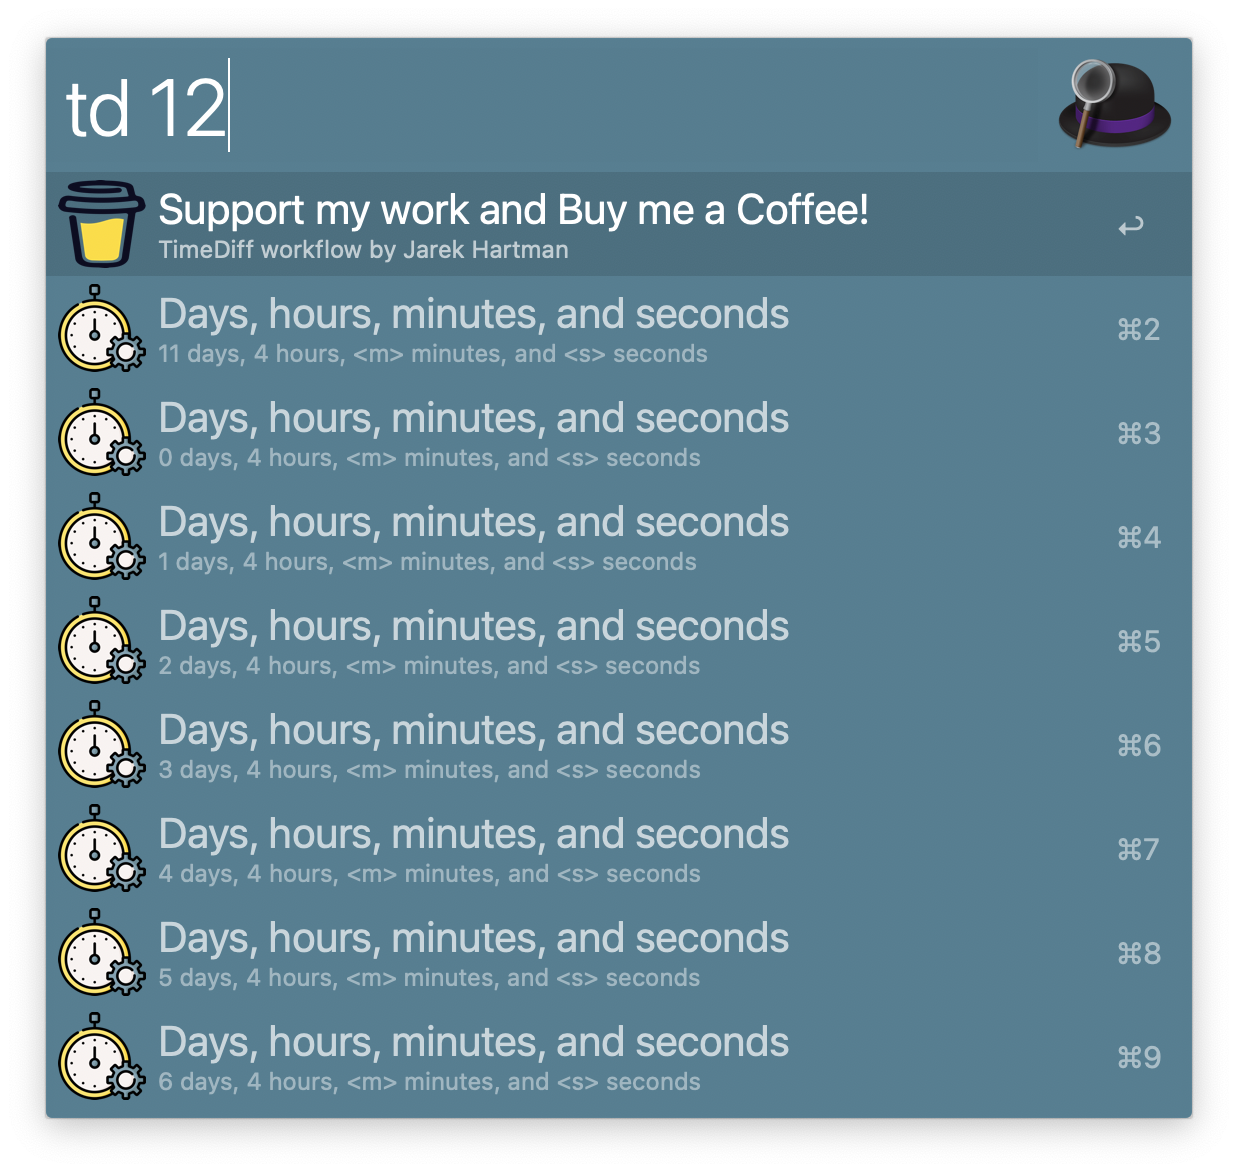 td 12
Support my work and Buy me a Coffee!
TimeDiff workflow by Jarek Hartman
Days, hours, minutes, and seconds
11 days, 4 hours, <m> minutes, and <s> seconds
⌘2
Days, hours, minutes, and seconds
0 days, 4 hours, <m> minutes, and <s> seconds
⌘3
Days, hours, minutes, and seconds
1 days, 4 hours, <m> minutes, and <s> seconds
⌘4
Days, hours, minutes, and seconds
2 days, 4 hours, <m> minutes, and <s> seconds
⌘5
Days, hours, minutes, and seconds
3 days, 4 hours, <m> minutes, and <s> seconds
⌘6
Days, hours, minutes, and seconds
4 days, 4 hours, <m> minutes, and <s> seconds
⌘7
Days, hours, minutes, and seconds
5 days, 4 hours, <m> minutes, and <s> seconds
⌘8
Days, hours, minutes, and seconds
6 days, 4 hours, <m> minutes, and <s> seconds
⌘9